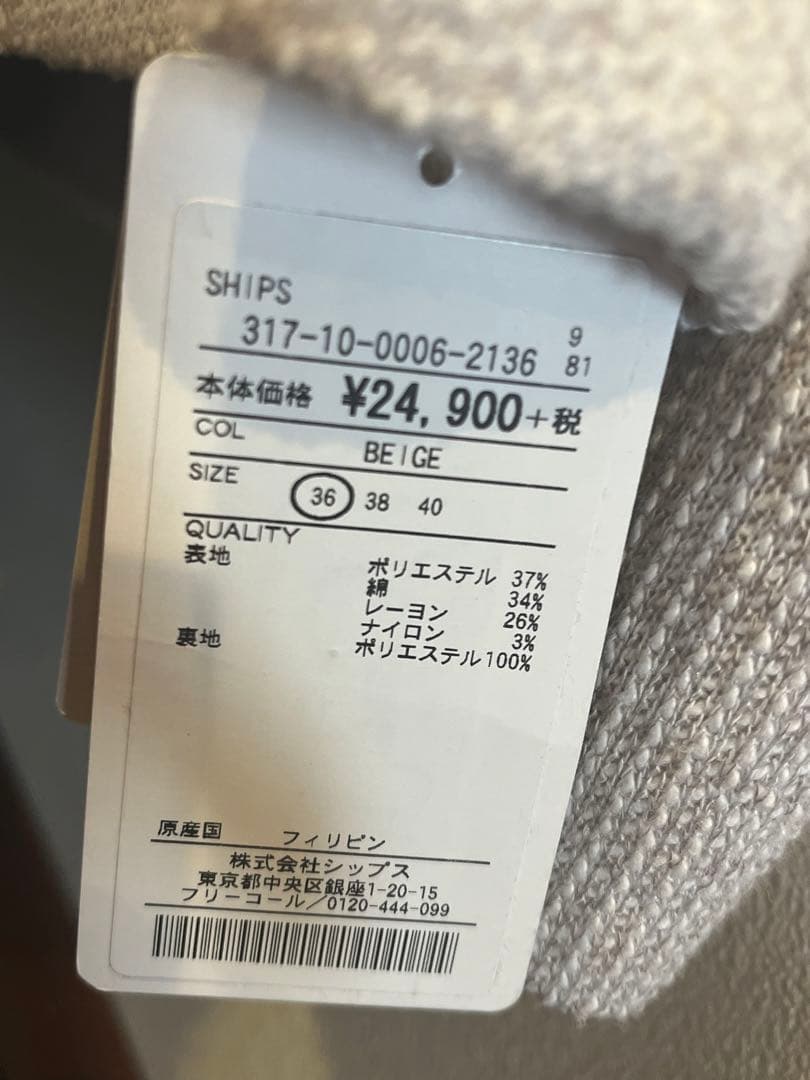 SHIPS
317-10-0006-2136 9 81
本体価格 ¥24,900+税
COL BEIGE
SIZE 36 38 40
QUALITY
表地 ポリエステル 37%
綿 34%
レーヨン 26%
ナイロン 3%
裏地 ポリエステル100%
原産国 フィリピン
株式会社シップス
東京都中央区銀座1-20-15
フリーコール/0120-444-099